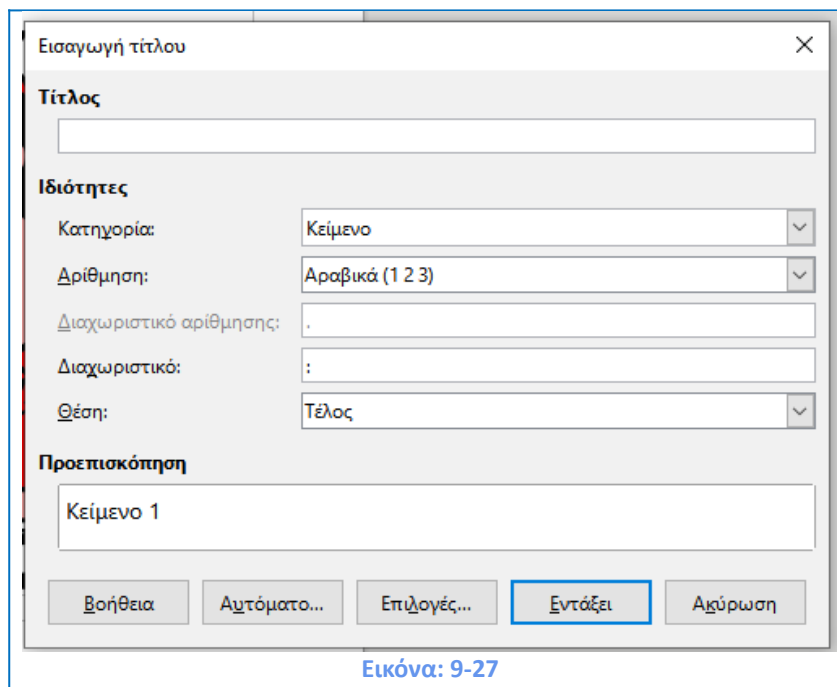 Εισαγωγή τίτλου
Τίτλος
Ιδιότητες
Κατηγορία: Κείμενο
Αρίθμηση: Αραβικά (1 2 3)
Διαχωριστικό αρίθμησης: .
Διαχωριστικό: :
Θέση: Τέλος
Προεπισκόπηση
Κείμενο 1
Βοήθεια Αυτόματο... Επιλογές... Εντάξει Ακύρωση
Εικόνα: 9-27